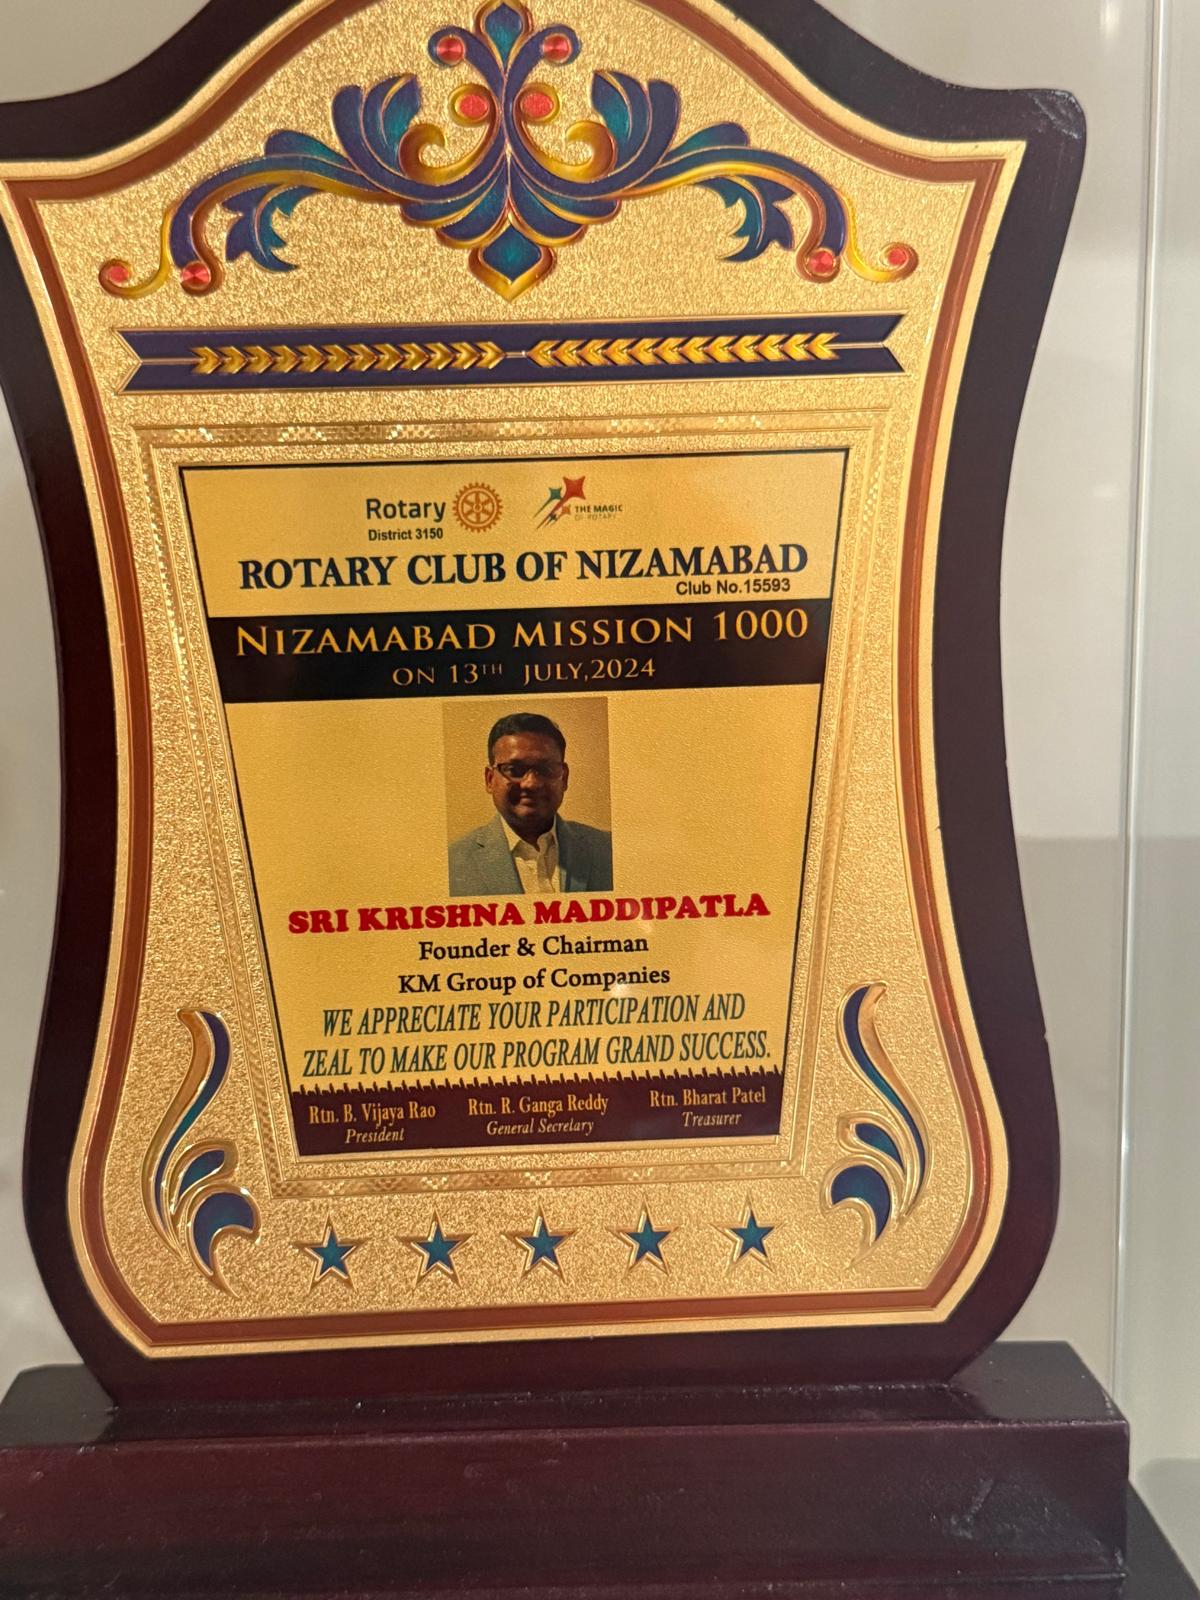 Rotary
District 3150
THE MAGIC
OF ROTARY
ROTARY CLUB OF NIZAMABAD
Club No.15593
NIZAMABAD MISSION 1000
ON 13TH JULY,2024
SRI KRISHNA MADDIPATLA
Founder & Chairman
KM Group of Companies
WE APPRECIATE YOUR PARTICIPATION AND
ZEAL TO MAKE OUR PROGRAM GRAND SUCCESS.
Rtn. B. Vijaya Rao
President
Rtn. R. Ganga Reddy
General Secretary
Rtn. Bharat Patel
Treasurer